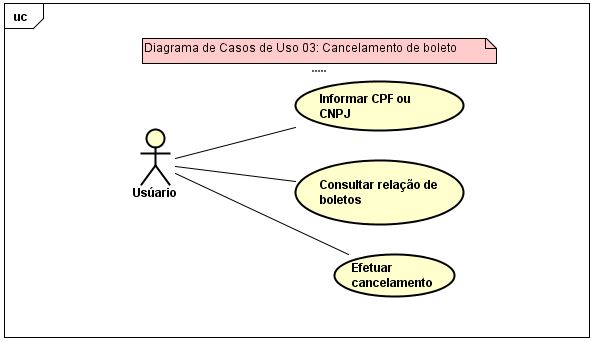 uc
Diagrama de Casos de Uso 03: Cancelamento de boleto
.....
Informar CPF ou
CNPJ
Usúario
Consultar relação de
boletos
Efetuar
cancelamento